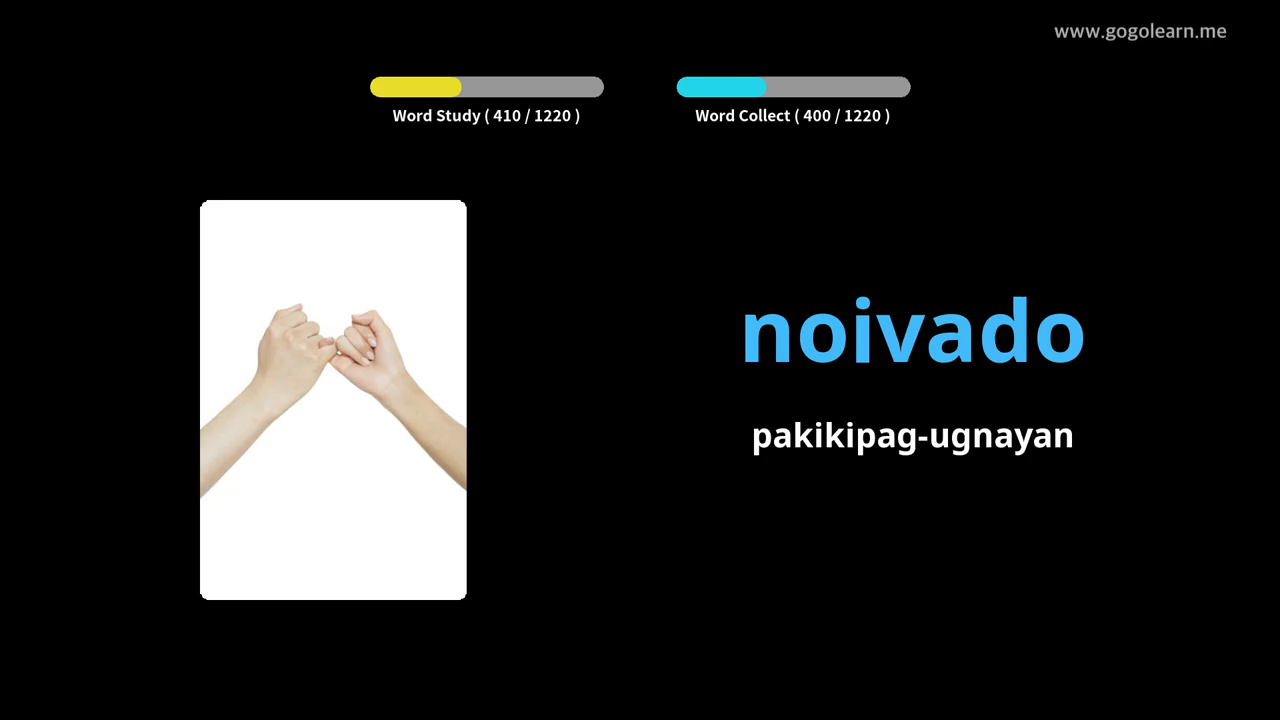 www.gogolearn.me
Word Study ( 410 / 1220 )
Word Collect ( 400 / 1220 )
noivado
pakikipag-ugnayan